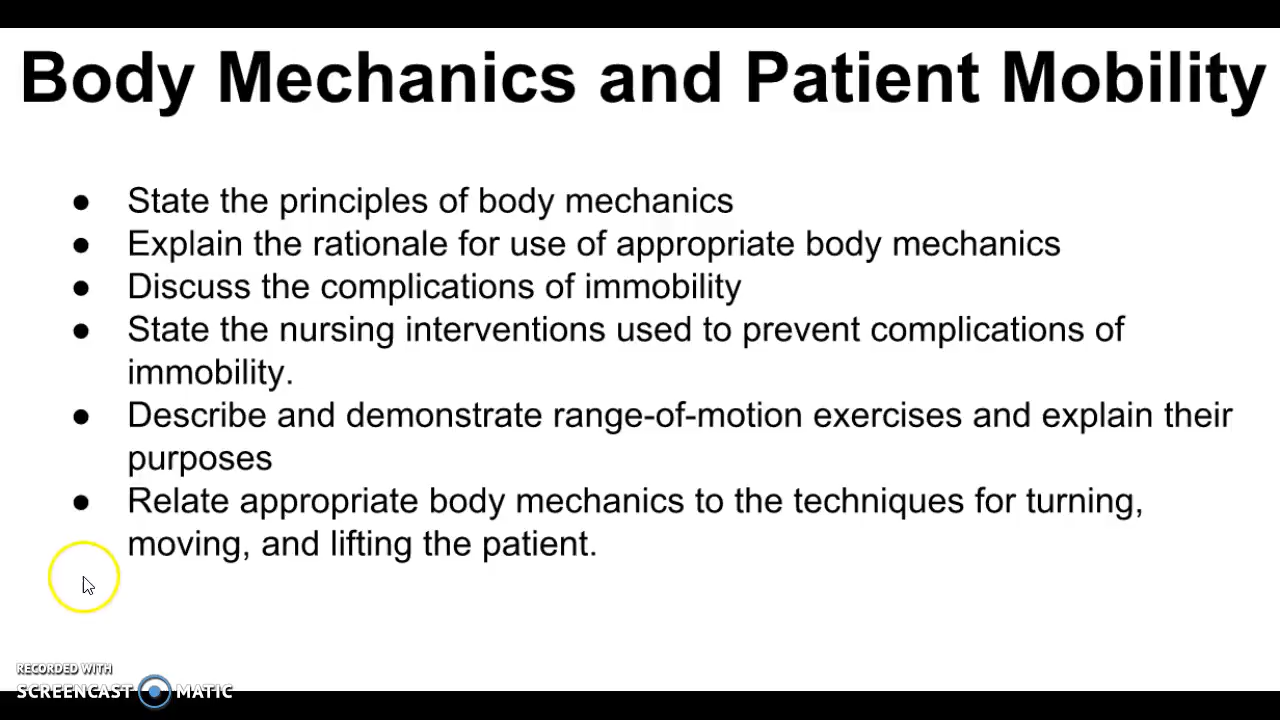 Body Mechanics and Patient Mobility
● State the principles of body mechanics
● Explain the rationale for use of appropriate body mechanics
● Discuss the complications of immobility
● State the nursing interventions used to prevent complications of
immobility.
● Describe and demonstrate range-of-motion exercises and explain their
purposes
● Relate appropriate body mechanics to the techniques for turning,
moving, and lifting the patient.
RECORDED WITH
SCREENCAST MATIC